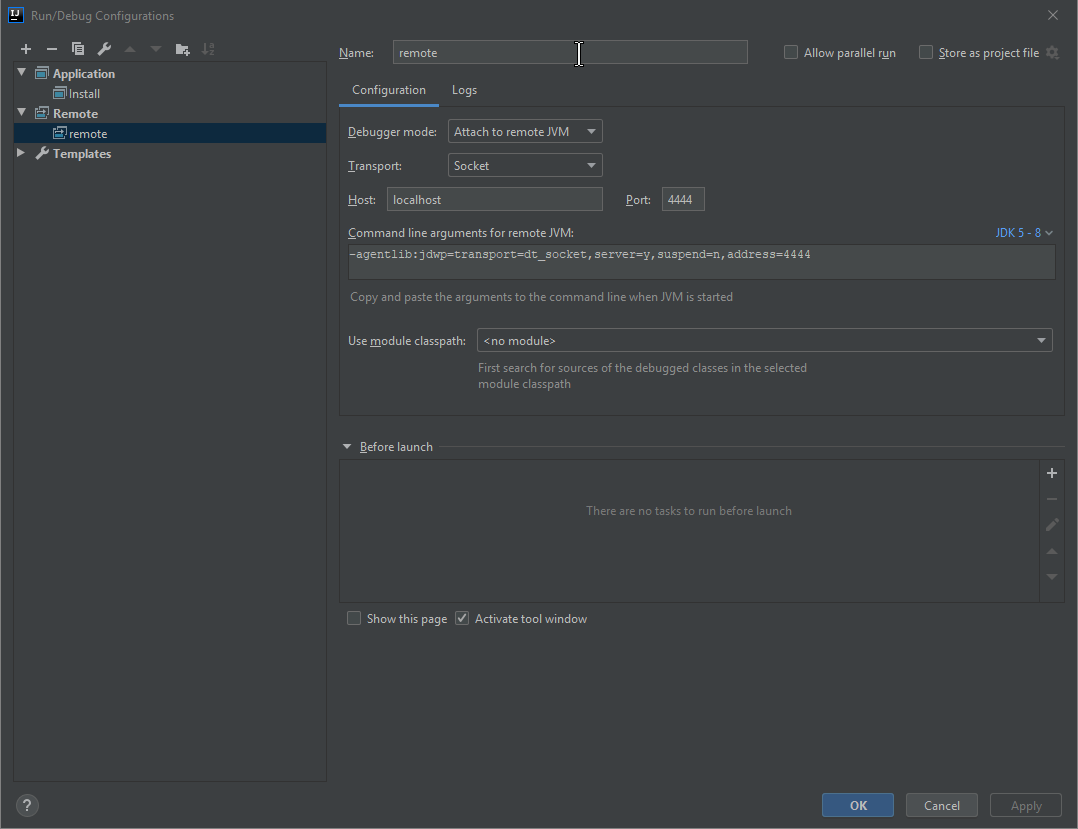 Run/Debug Configurations
Name: remote Allow parallel run Store as project file
Application
Install
Remote
remote
Templates
Configuration Logs
Debugger mode: Attach to remote JVM
Transport: Socket
Host: localhost Port: 4444
Command line arguments for remote JVM: JDK 5 - 8
-agentlib:jdwp=transport=dt_socket,server=y,suspend=n,address=4444
Copy and paste the arguments to the command line when JVM is started
Use module classpath: <no module>
First search for sources of the debugged classes in the selected
module classpath
Before launch
There are no tasks to run before launch
Show this page Activate tool window
? OK Cancel Apply